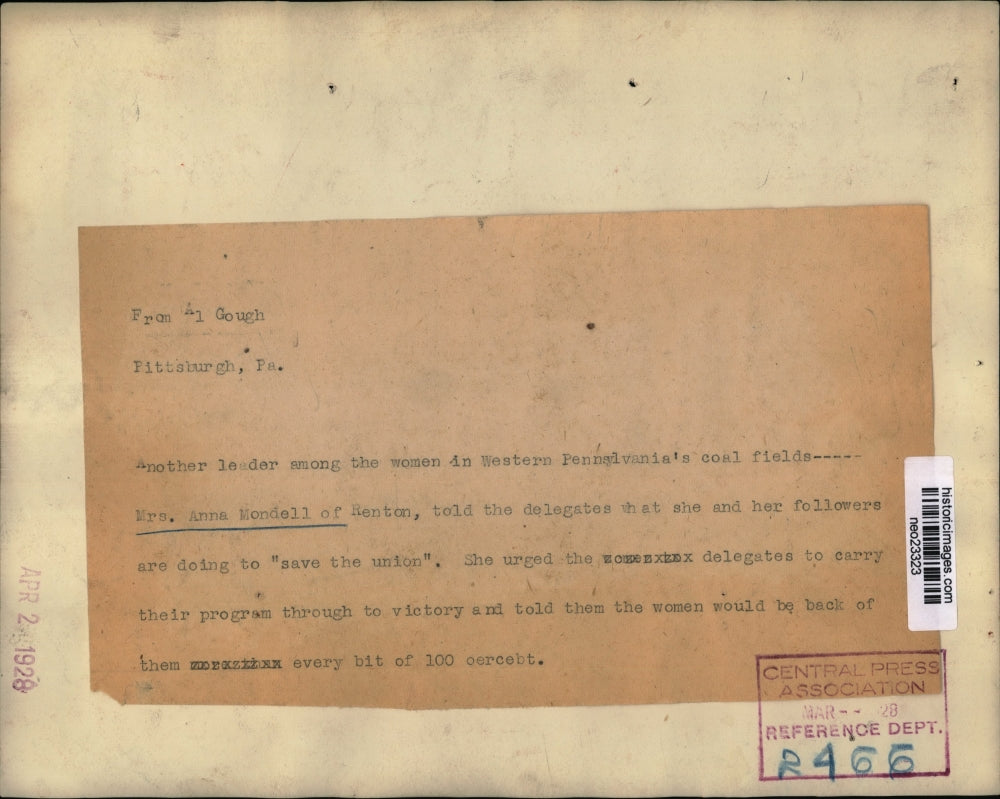 From Al Gough
Pittsburgh, Pa.
Another leader among the women in Western Pennsylvania's coal fields-----
Mrs. Anna Mondell of Renton, told the delegates what she and her followers
are doing to "save the union". She urged the delegates to carry
their program through to victory and told them the women would be back of
them every bit of 100 oercebt.
historicimages.com
neo23323
APR 2 1928
CENTRAL PRESS
ASSOCIATION
MAR -- 28
REFERENCE DEPT.
R466